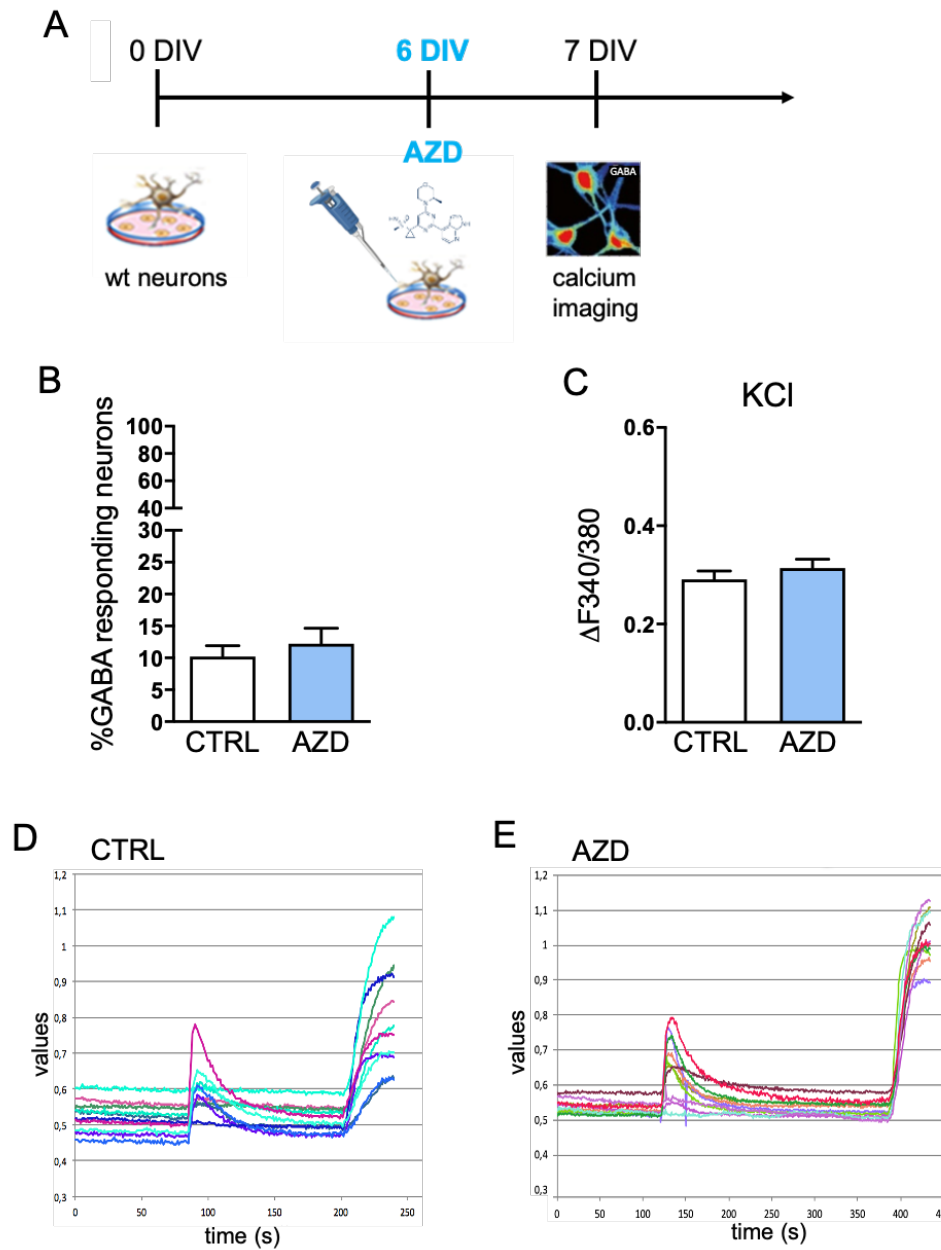 A
0 DIV 6 DIV 7 DIV
AZD
GABA
wt neurons
calcium
imaging
B
%GABA responding neurons
100
80
60
40
30
25
20
15
10
5
0
CTRL AZD
C
KCl
ΔF340/380
0.6
0.4
0.2
0.0
CTRL AZD
D
CTRL
values
1,2
1,1
1
0,9
0,8
0,7
0,6
0,5
0,4
0,3
0 50 100 150 200 250
time (s)
E
AZD
values
1,2
1,1
1
0,9
0,8
0,7
0,6
0,5
0,4
0,3
0 50 100 150 200 250 300 350 400
time (s)